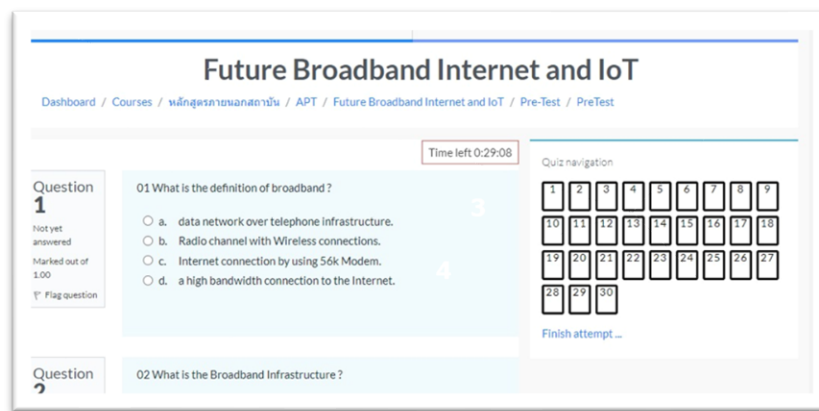 Future Broadband Internet and IoT
Dashboard / Courses / หลักสูตรภายนอกสถาบัน / APT / Future Broadband Internet and IoT / Pre-Test / PreTest
Time left 0:29:08
Question
1
Not yet
answered
Marked out of
1.00
Flag question
01 What is the definition of broadband ?
a. data network over telephone infrastructure.
b. Radio channel with Wireless connections.
c. Internet connection by using 56k Modem.
d. a high bandwidth connection to the Internet.
3
4
Quiz navigation
1 2 3 4 5 6 7 8 9
10 11 12 13 14 15 16 17 18
19 20 21 22 23 24 25 26 27
28 29 30
Finish attempt ...
Question
2
02 What is the Broadband Infrastructure ?